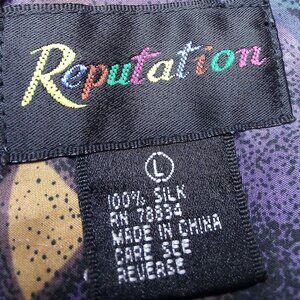 Reputation
L
100% SILK
RN 78834
MADE IN CHINA
CARE SEE
REVERSE